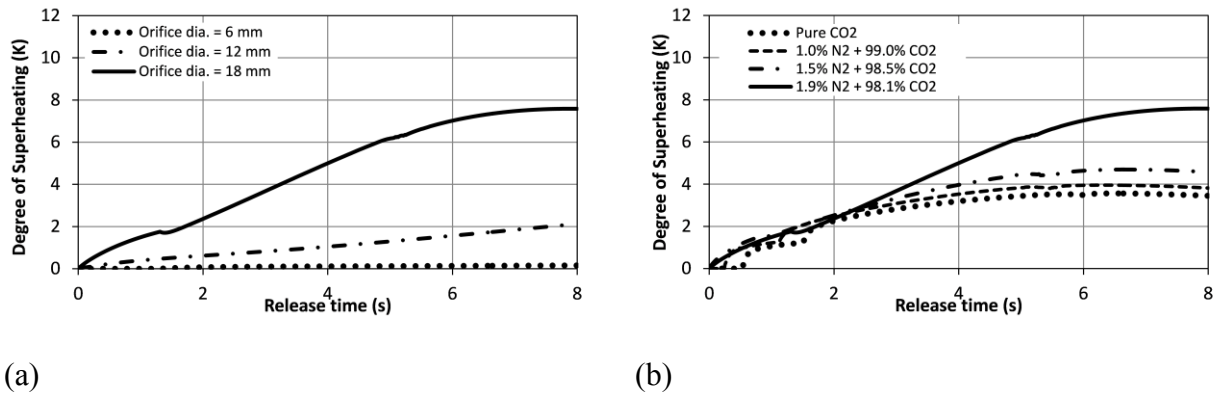 12
10
8
6
4
2
0
Degree of Superheating (K)
Orifice dia. = 6 mm
Orifice dia. = 12 mm
Orifice dia. = 18 mm
0 2 4 6 8
Release time (s)
(a)
12
10
8
6
4
2
0
Degree of Superheating (K)
Pure CO2
1.0% N2 + 99.0% CO2
1.5% N2 + 98.5% CO2
1.9% N2 + 98.1% CO2
0 2 4 6 8
Release time (s)
(b)